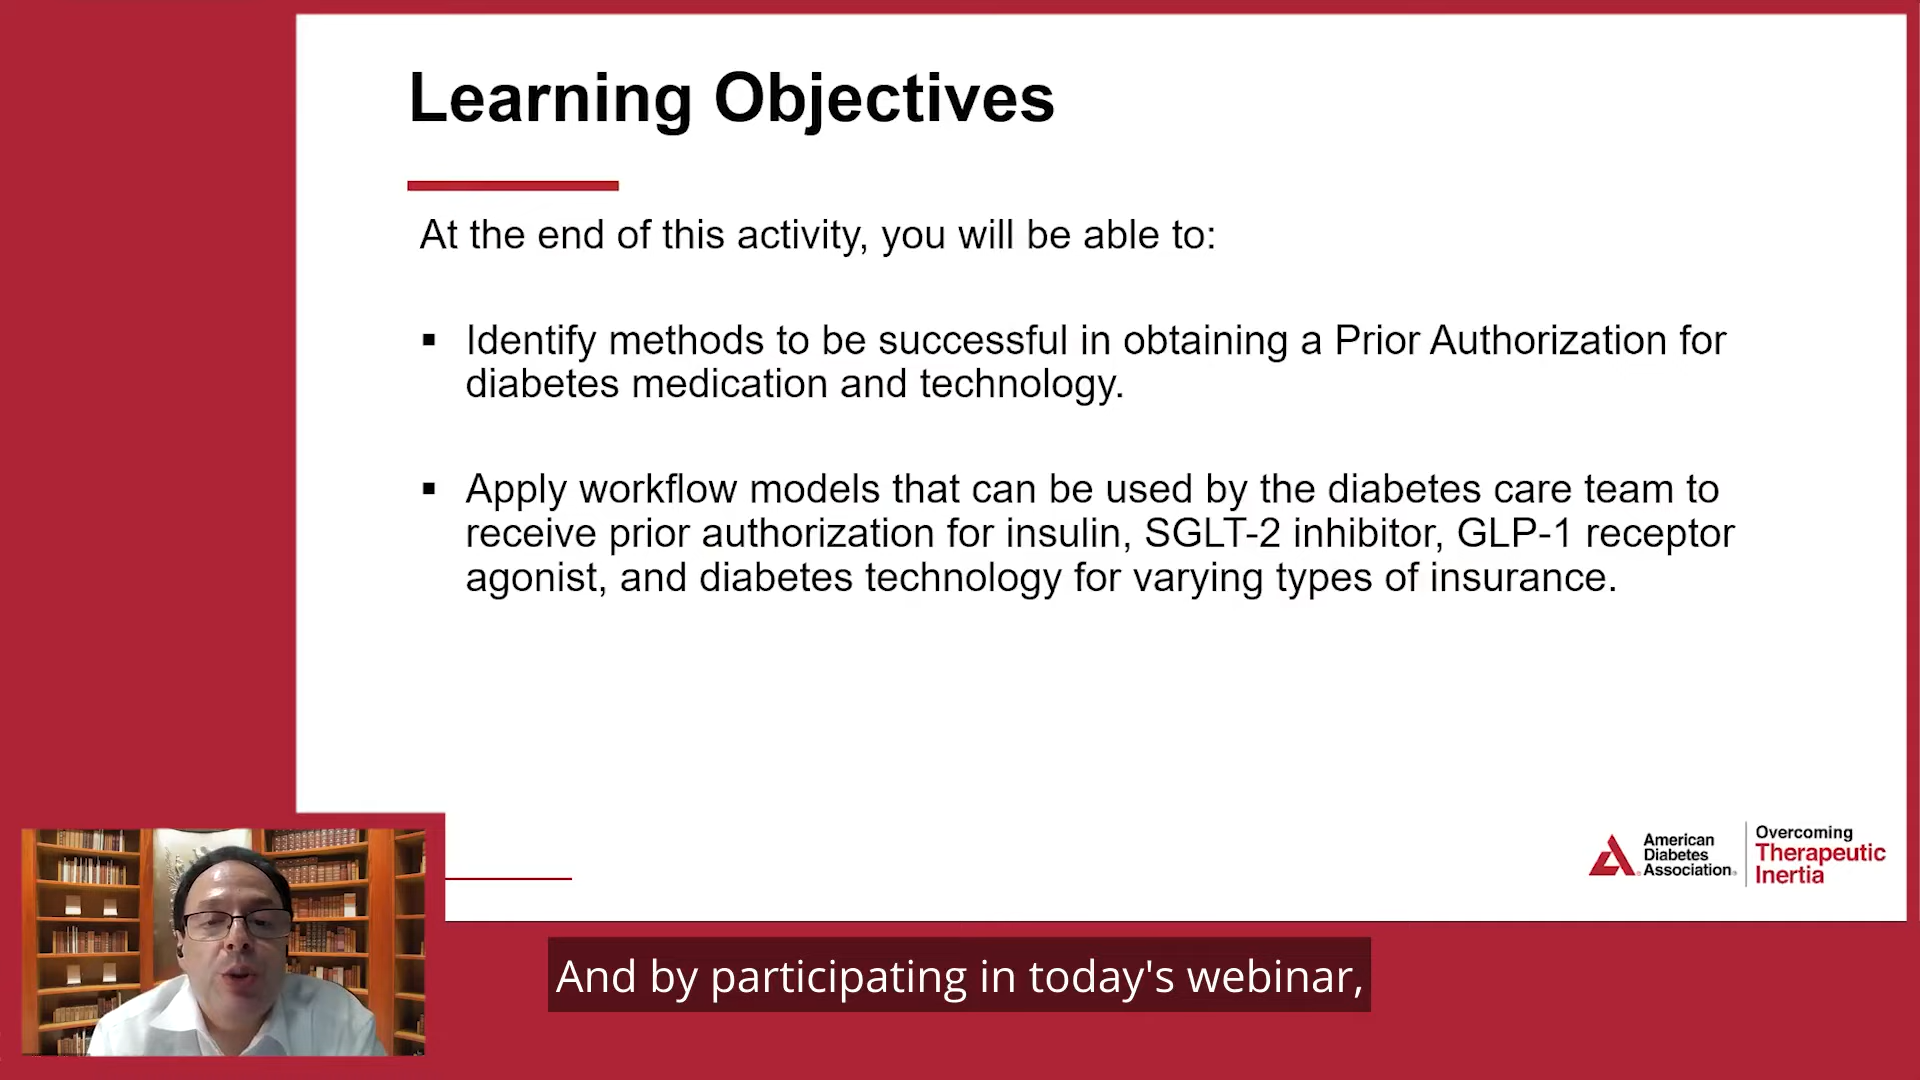 Learning Objectives
At the end of this activity, you will be able to:
▪ Identify methods to be successful in obtaining a Prior Authorization for
diabetes medication and technology.
▪ Apply workflow models that can be used by the diabetes care team to
receive prior authorization for insulin, SGLT-2 inhibitor, GLP-1 receptor
agonist, and diabetes technology for varying types of insurance.
American
Diabetes
Association®
Overcoming
Therapeutic
Inertia
And by participating in today's webinar,